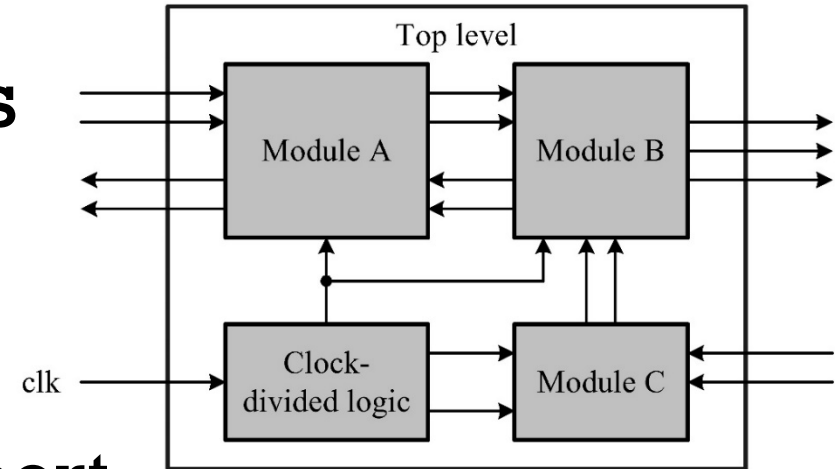 Top level
s
Module A
Module B
clk
Clock-
divided logic
Module C